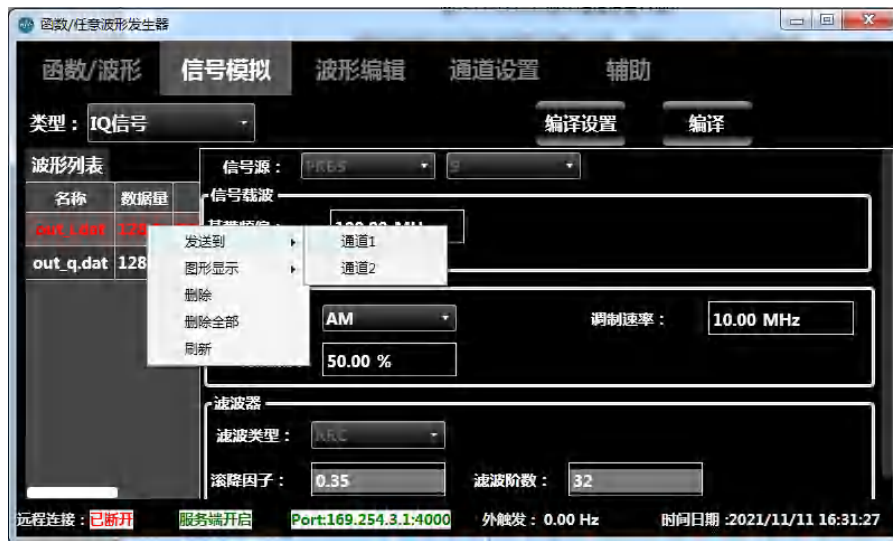 函数/任意波形发生器
函数/波形 信号模拟 波形编辑 通道设置 辅助
类型： IQ信号 编译设置 编译
波形列表 信号源： PRBS 9
名称 数据量 信号载波
out_i.dat 128
发送到 通道1
out_q.dat 128 图形显示 通道2
删除
删除全部 AM 调制速率： 10.00 MHz
刷新 50.00 %
滤波器
滤波类型： RRC
滚降因子： 0.35 滤波阶数： 32
远程连接：已断开 服务端开启 Port:169.254.3.1:4000 外触发： 0.00 Hz 时间日期 :2021/11/11 16:31:27